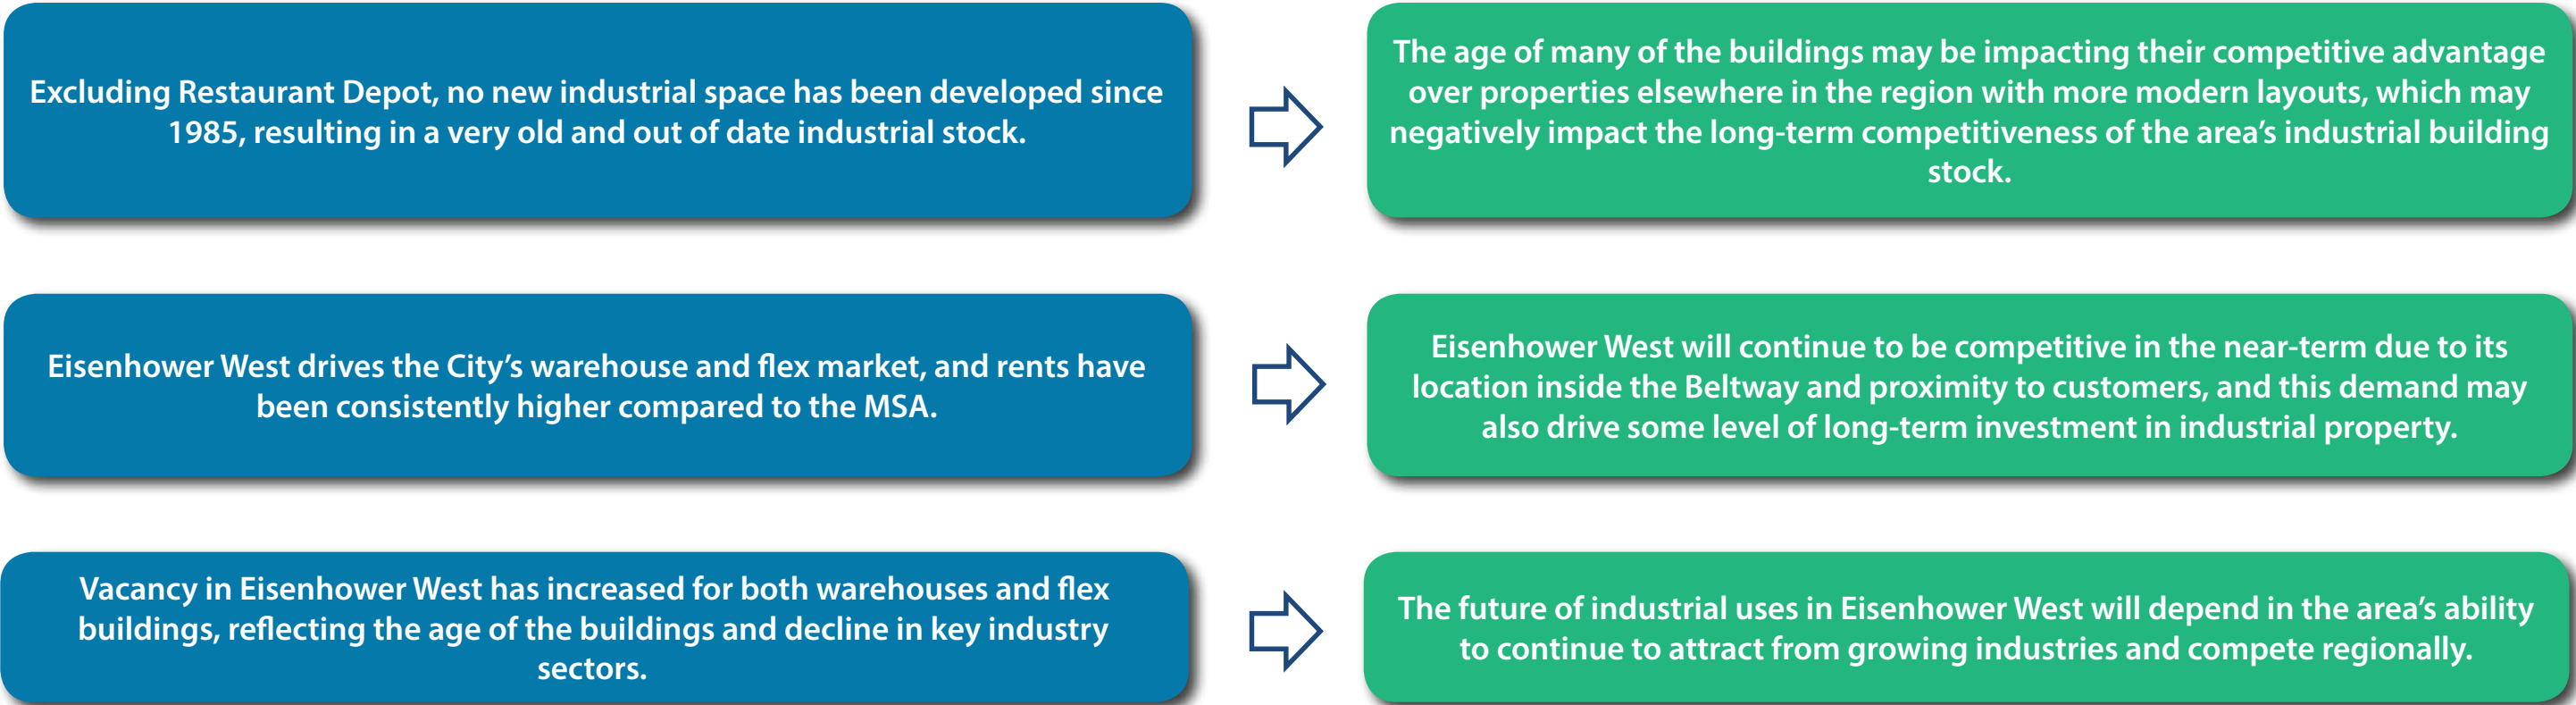 Excluding Restaurant Depot, no new industrial space has been developed since
1985, resulting in a very old and out of date industrial stock.
The age of many of the buildings may be impacting their competitive advantage
over properties elsewhere in the region with more modern layouts, which may
negatively impact the long-term competitiveness of the area’s industrial building
stock.
Eisenhower West drives the City’s warehouse and flex market, and rents have
been consistently higher compared to the MSA.
Eisenhower West will continue to be competitive in the near-term due to its
location inside the Beltway and proximity to customers, and this demand may
also drive some level of long-term investment in industrial property.
Vacancy in Eisenhower West has increased for both warehouses and flex
buildings, reflecting the age of the buildings and decline in key industry
sectors.
The future of industrial uses in Eisenhower West will depend in the area’s ability
to continue to attract from growing industries and compete regionally.